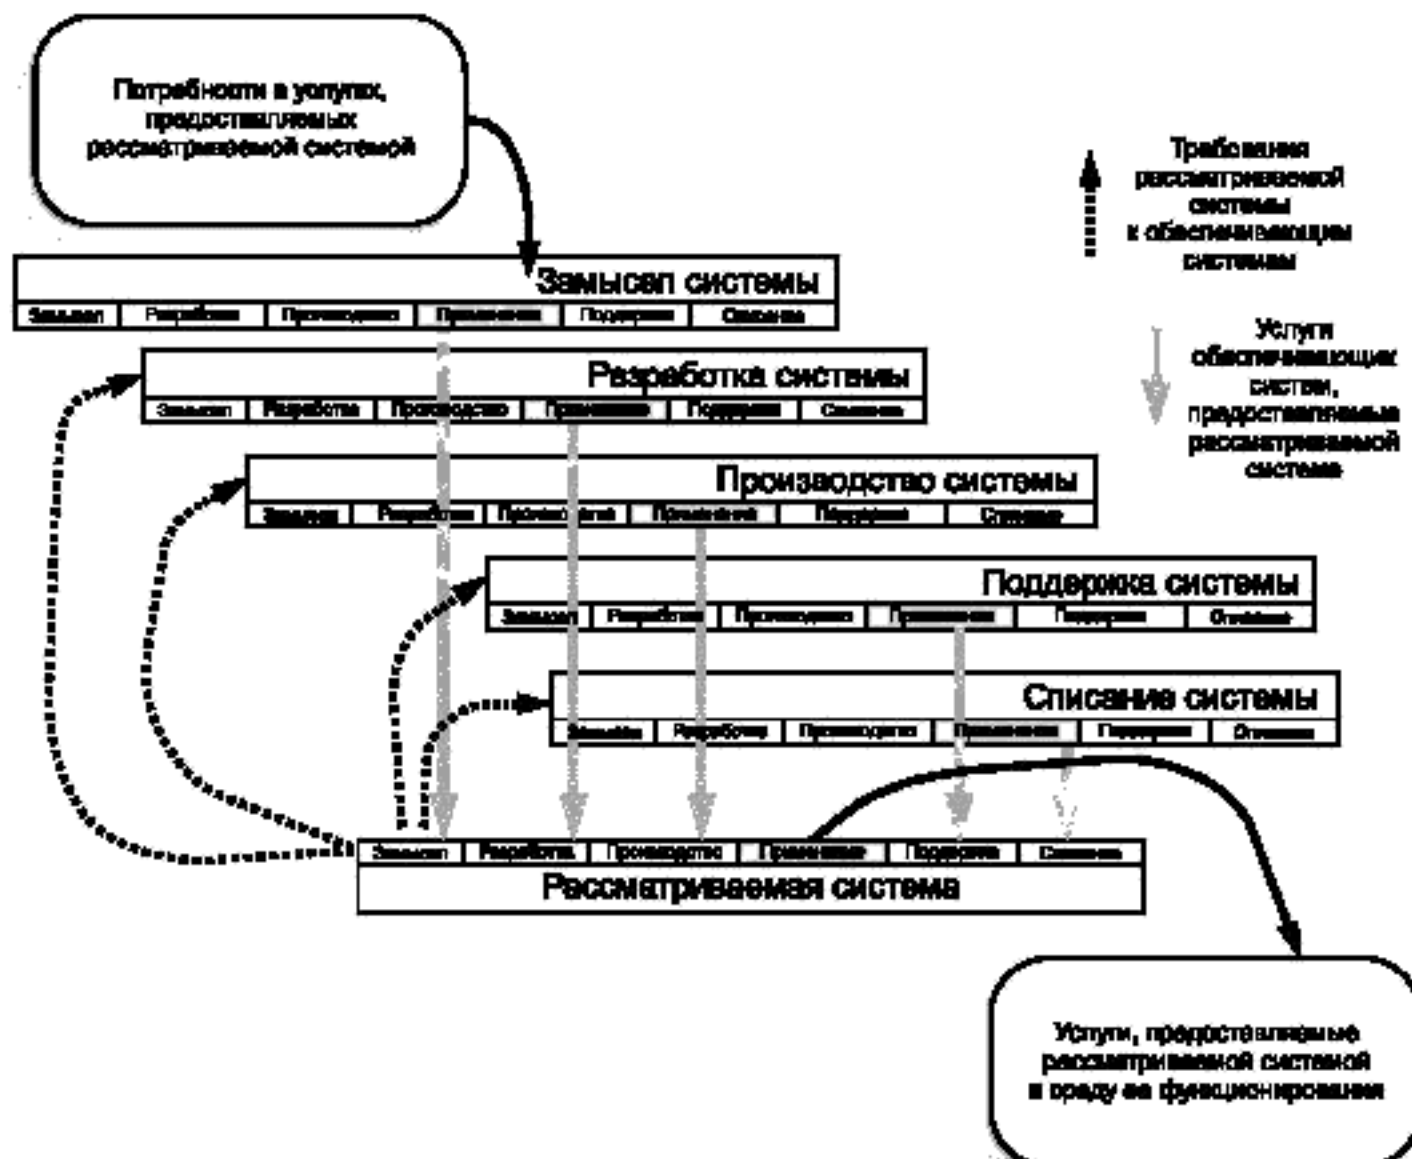 Потребности в услугах,
предоставляемых
рассматриваемой системой
Требования
рассматриваемой
системы
к обеспечивающим
системам
Замысел системы
Замысел Разработка Производство Применение Поддержка Списание
Услуги
обеспечивающих
систем,
предоставляемые
рассматриваемой
системе
Разработка системы
Замысел Разработка Производство Применение Поддержка Списание
Производство системы
Замысел Разработка Производство Применение Поддержка Списание
Поддержка системы
Замысел Разработка Производство Применение Поддержка Списание
Списание системы
Замысел Разработка Производство Применение Поддержка Списание
Замысел Разработка Производство Применение Поддержка Списание
Рассматриваемая система
Услуги, предоставляемые
рассматриваемой системой
в среду ее функционирования